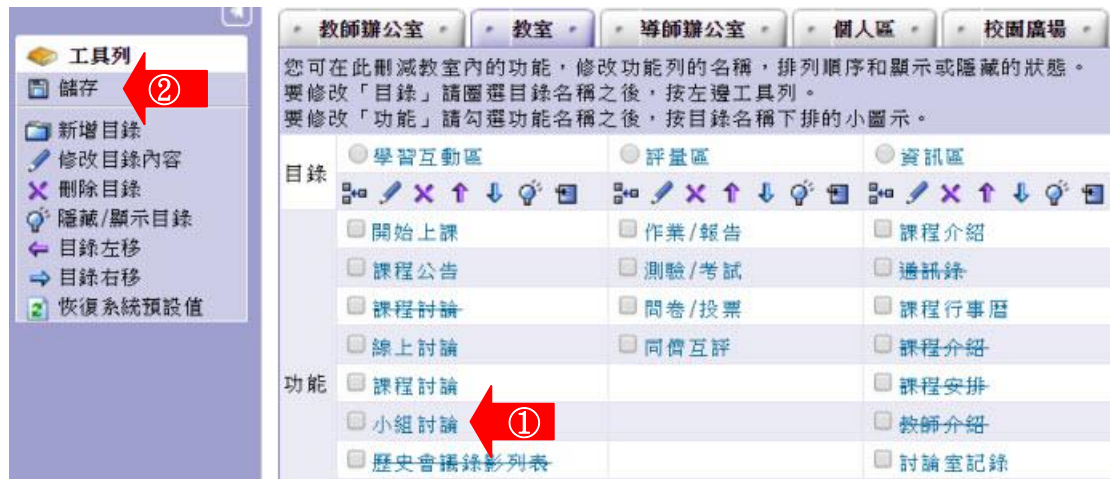 工具列
儲存
②
新增目錄
修改目錄內容
刪除目錄
隱藏/顯示目錄
目錄左移
目錄右移
恢復系統預設值
教師辦公室 教室 導師辦公室 個人區 校園廣場
您可在此刪減教室內的功能，修改功能列的名稱，排列順序和顯示或隱藏的狀態。
要修改「目錄」請圈選目錄名稱之後，按左邊工具列。
要修改「功能」請勾選功能名稱之後，按目錄名稱下排的小圖示。
目錄
學習互動區 評量區 資訊區
功能
開始上課 作業/報告 課程介紹
課程公告 測驗/考試 通訊錄
課程討論 問卷/投票 課程行事曆
線上討論 同儕互評 課程介紹
課程討論 課程安排
小組討論 ① 教師介紹
歷史會議錄影列表 討論室記錄